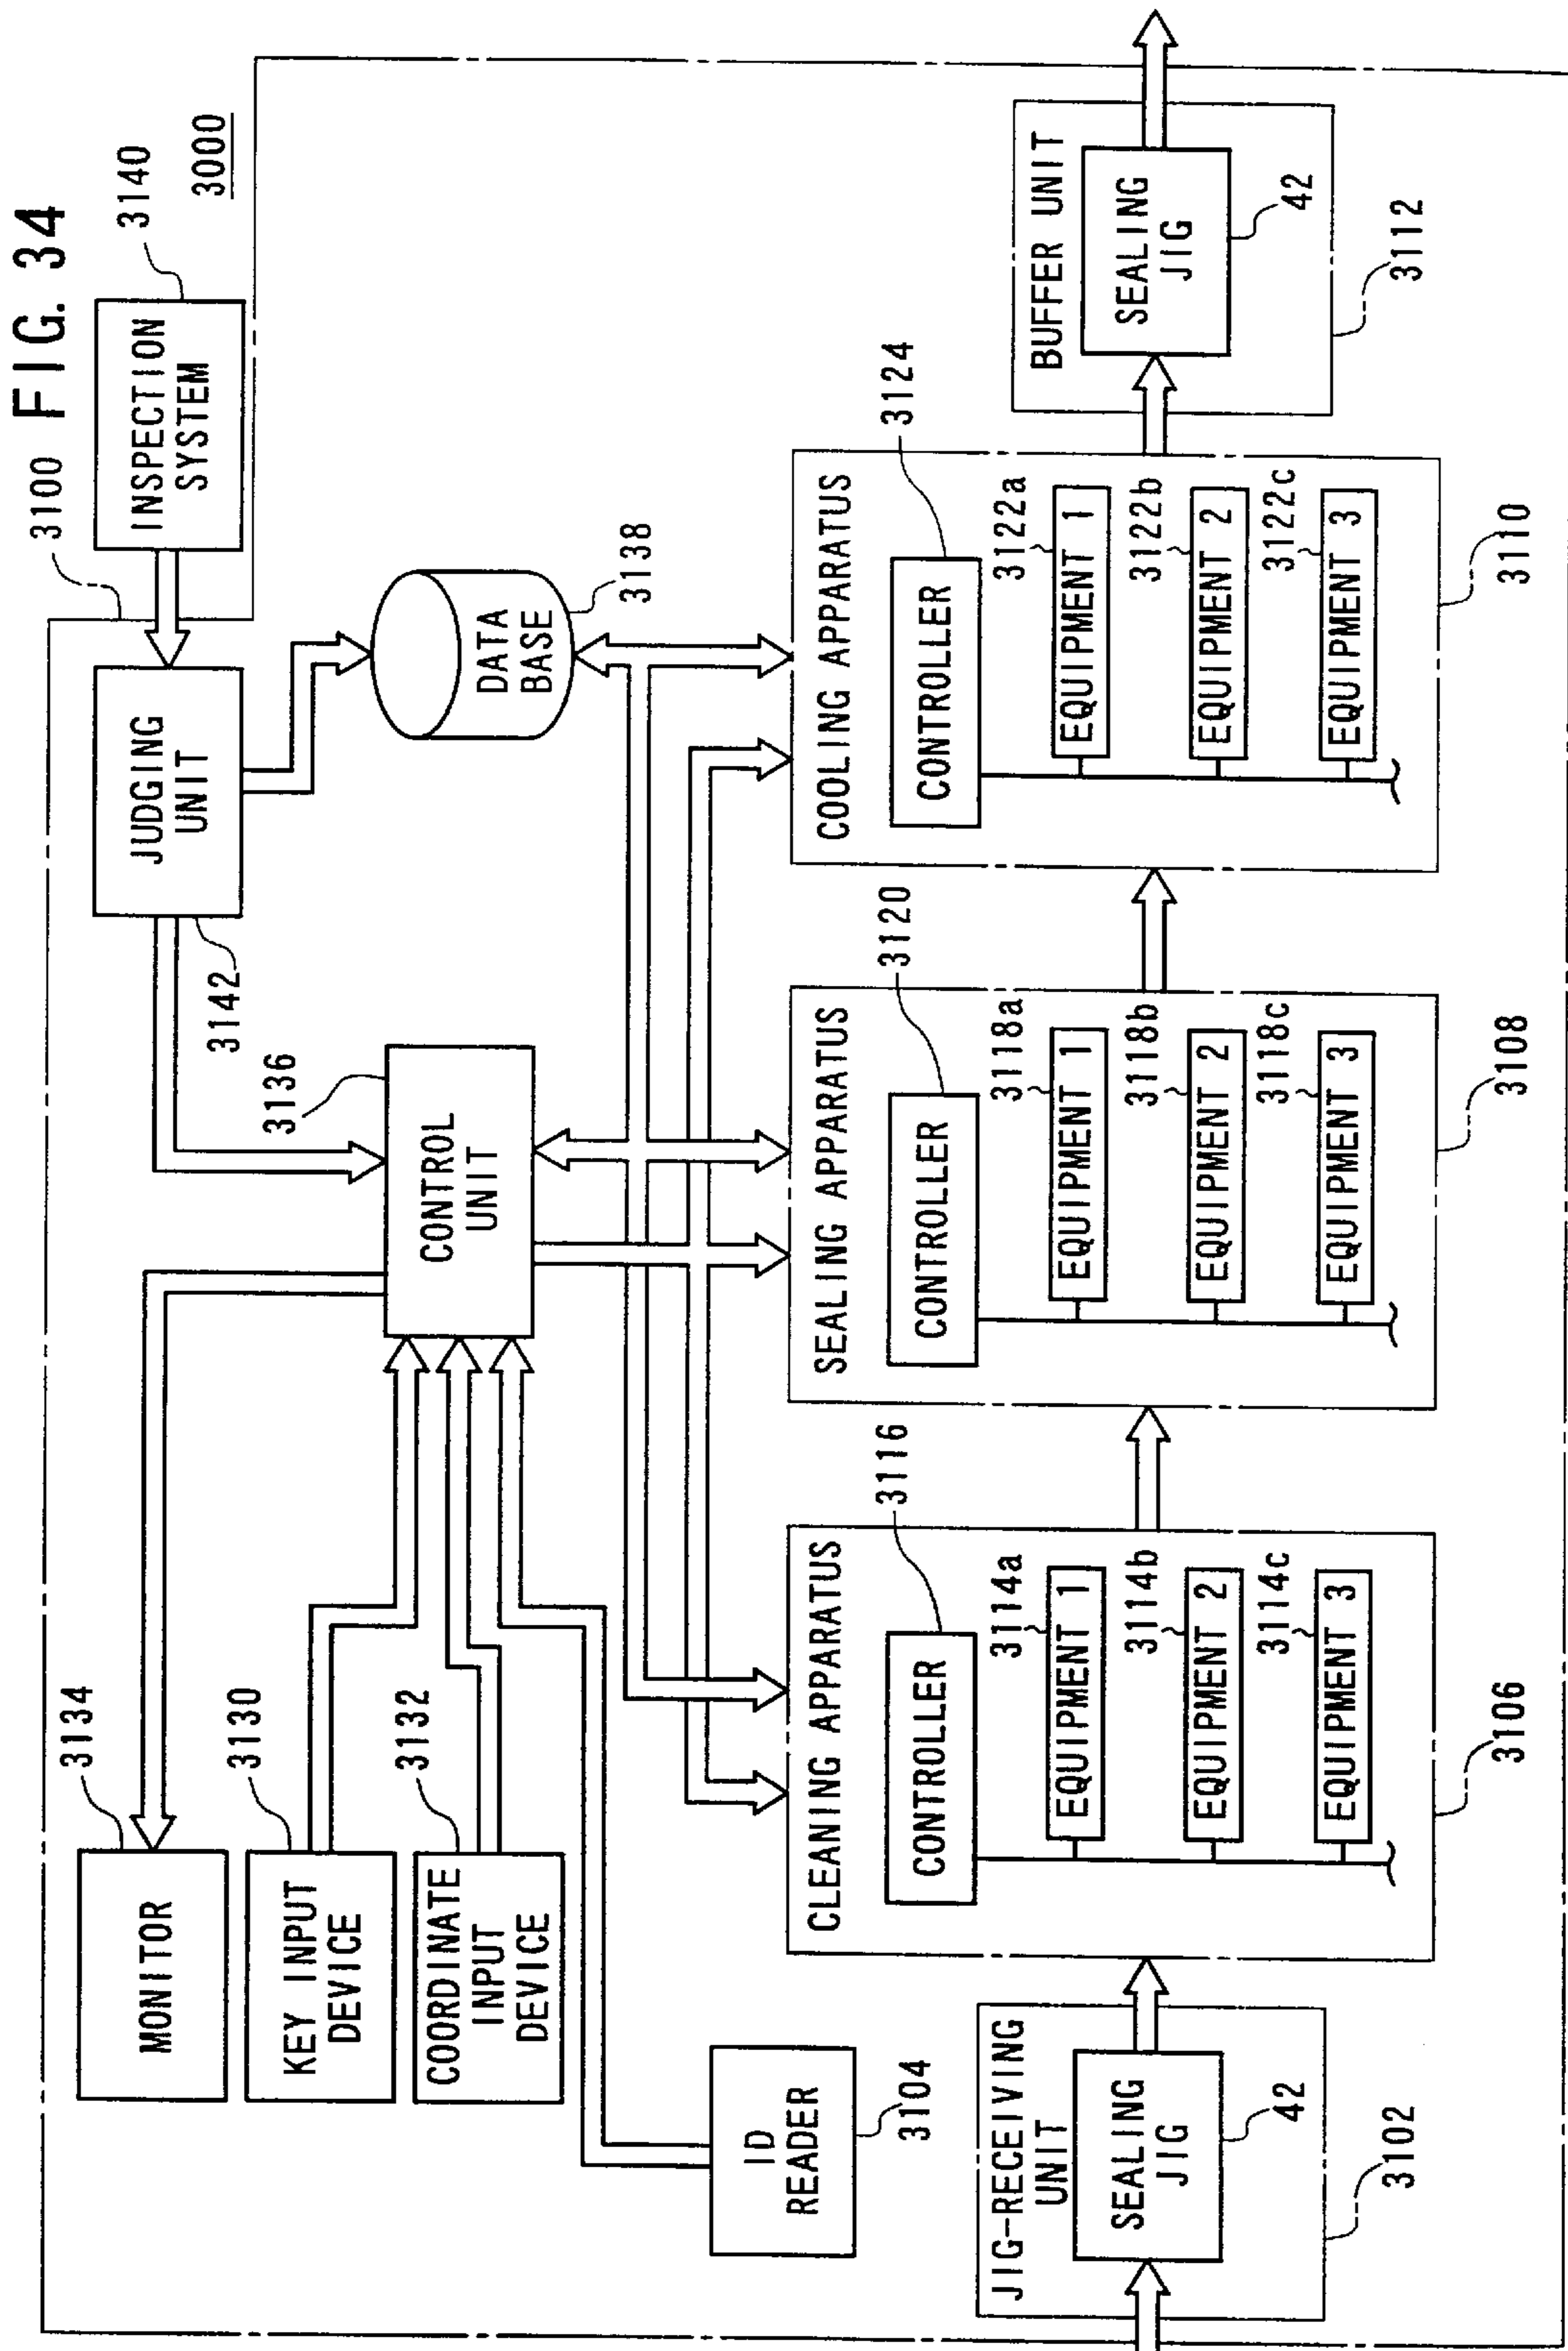 FIG. 34
3000
3100
3140
INSPECTION
SYSTEM
JUDGING
UNIT
3142
3138
DATA
BASE
3136
CONTROL
UNIT
3134
MONITOR
3130
KEY INPUT
DEVICE
3132
COORDINATE
INPUT
DEVICE
ID
READER
3104
JIG-RECEIVING
UNIT
SEALING
JIG
42
3102
CLEANING APPARATUS
3116
CONTROLLER
3114a
EQUIPMENT 1
3114b
EQUIPMENT 2
3114c
EQUIPMENT 3
3106
SEALING APPARATUS
3120
CONTROLLER
3118a
EQUIPMENT 1
3118b
EQUIPMENT 2
3118c
EQUIPMENT 3
3108
COOLING APPARATUS
3124
CONTROLLER
3122a
EQUIPMENT 1
3122b
EQUIPMENT 2
3122c
EQUIPMENT 3
3110
BUFFER UNIT
SEALING
JIG
42
3112